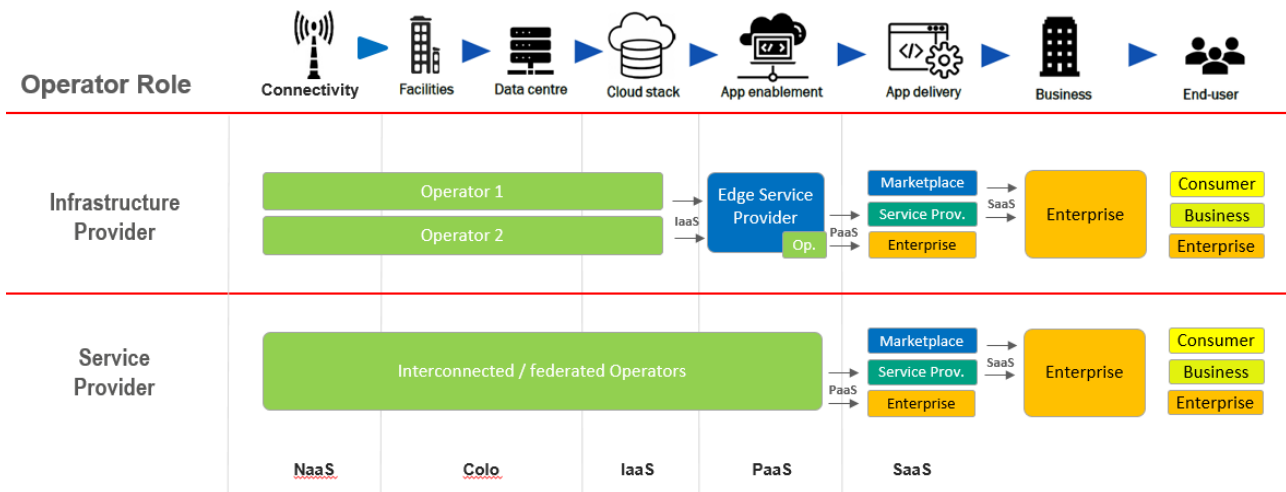 Operator Role
Connectivity
Facilities
Data centre
Cloud stack
App enablement
App delivery
Business
End-user
Infrastructure
Provider
Operator 1
Operator 2
IaaS
Edge Service
Provider
Op.
PaaS
Marketplace
Service Prov.
Enterprise
SaaS
Enterprise
Consumer
Business
Enterprise
Service
Provider
Interconnected / federated Operators
PaaS
Marketplace
Service Prov.
Enterprise
SaaS
Enterprise
Consumer
Business
Enterprise
NaaS
Colo
IaaS
PaaS
SaaS